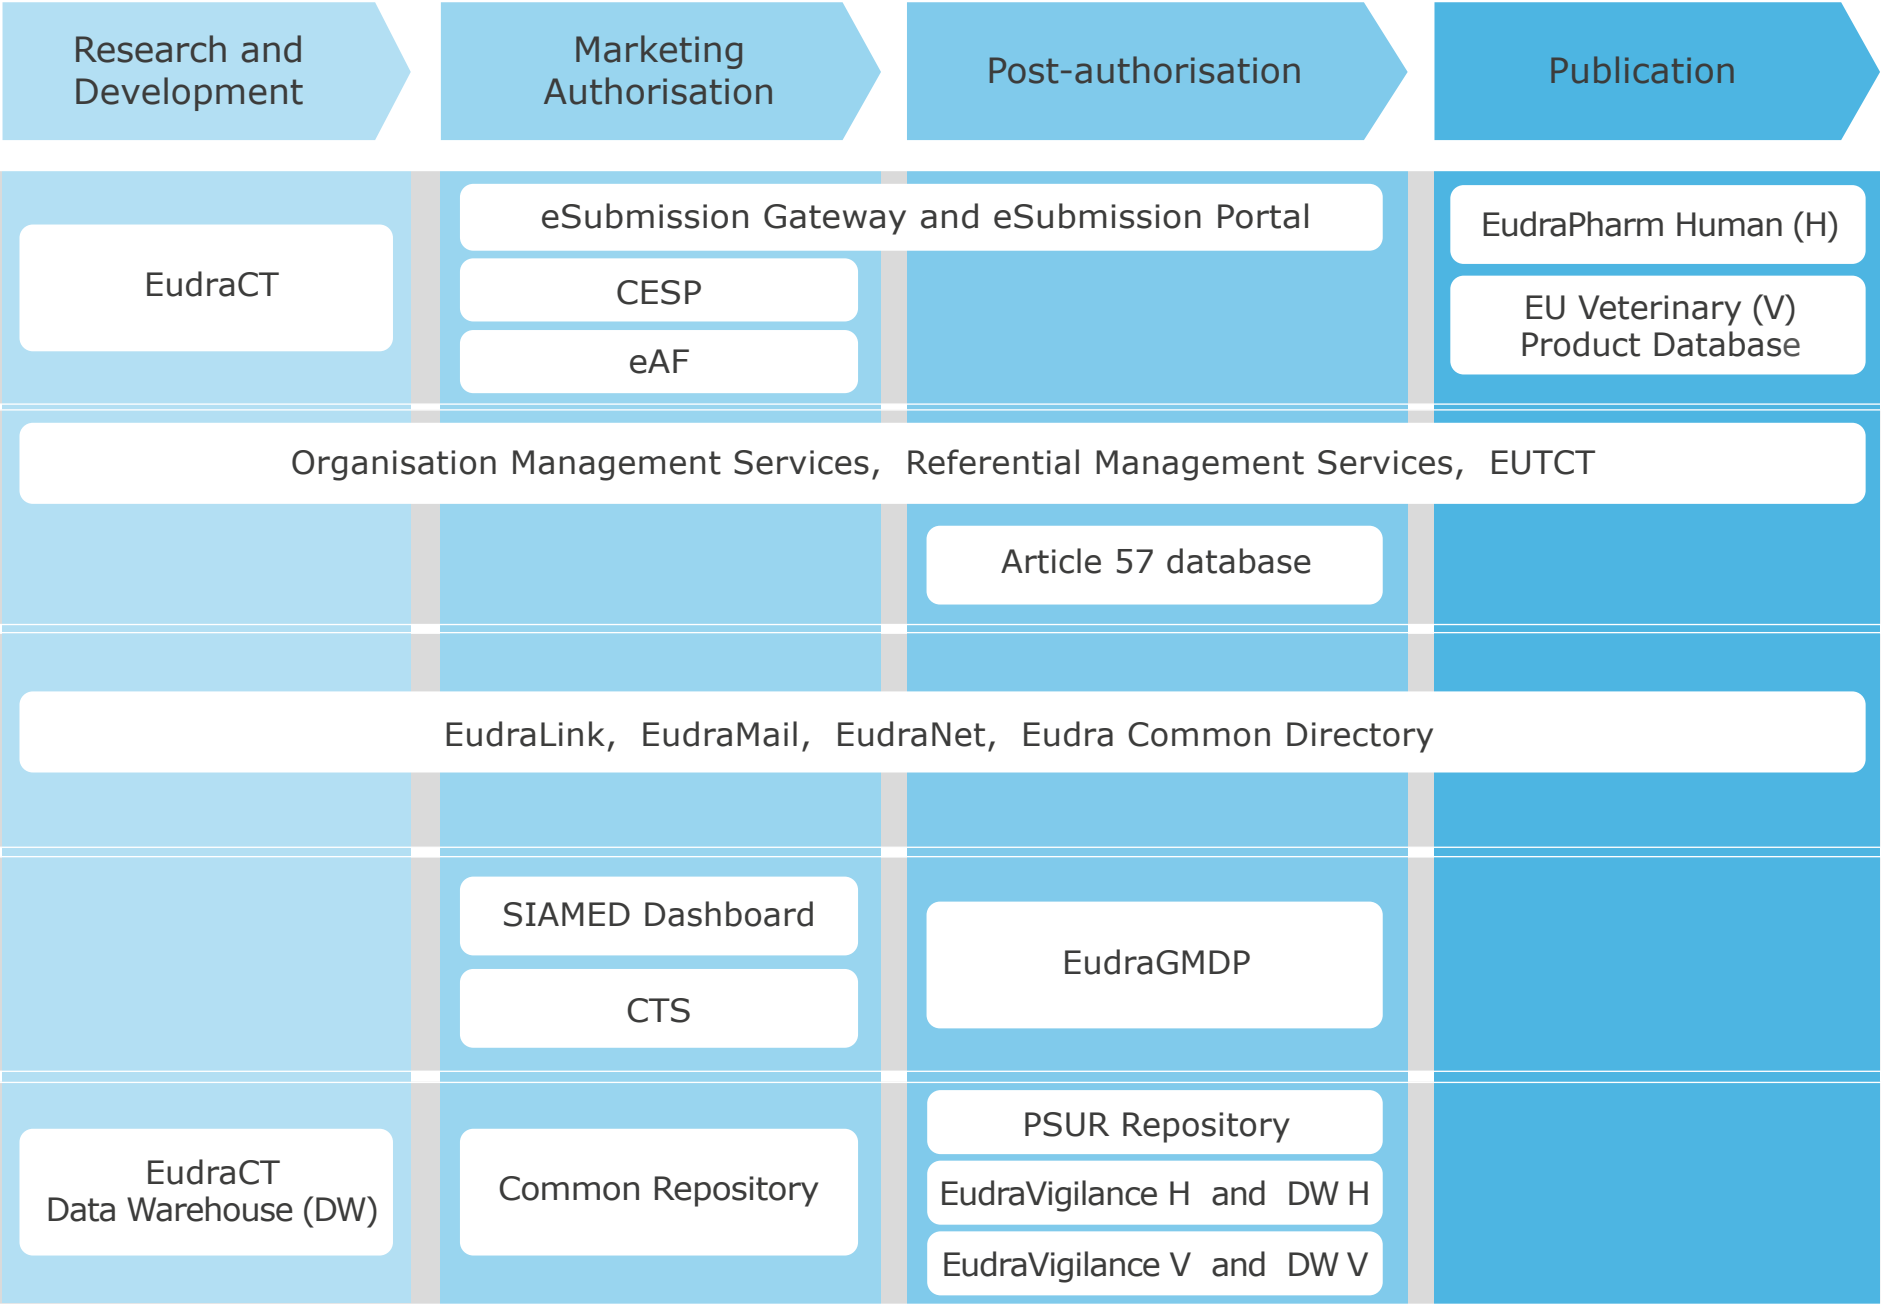 Research and
Development
Marketing
Authorisation
Post-authorisation
Publication
eSubmission Gateway and eSubmission Portal
EudraPharm Human (H)
EudraCT
CESP
EU Veterinary (V)
Product Database
eAF
Organisation Management Services, Referential Management Services, EUTCT
Article 57 database
EudraLink, EudraMail, EudraNet, Eudra Common Directory
SIAMED Dashboard
EudraGMDP
CTS
EudraCT
Data Warehouse (DW)
Common Repository
PSUR Repository
EudraVigilance H and DW H
EudraVigilance V and DW V